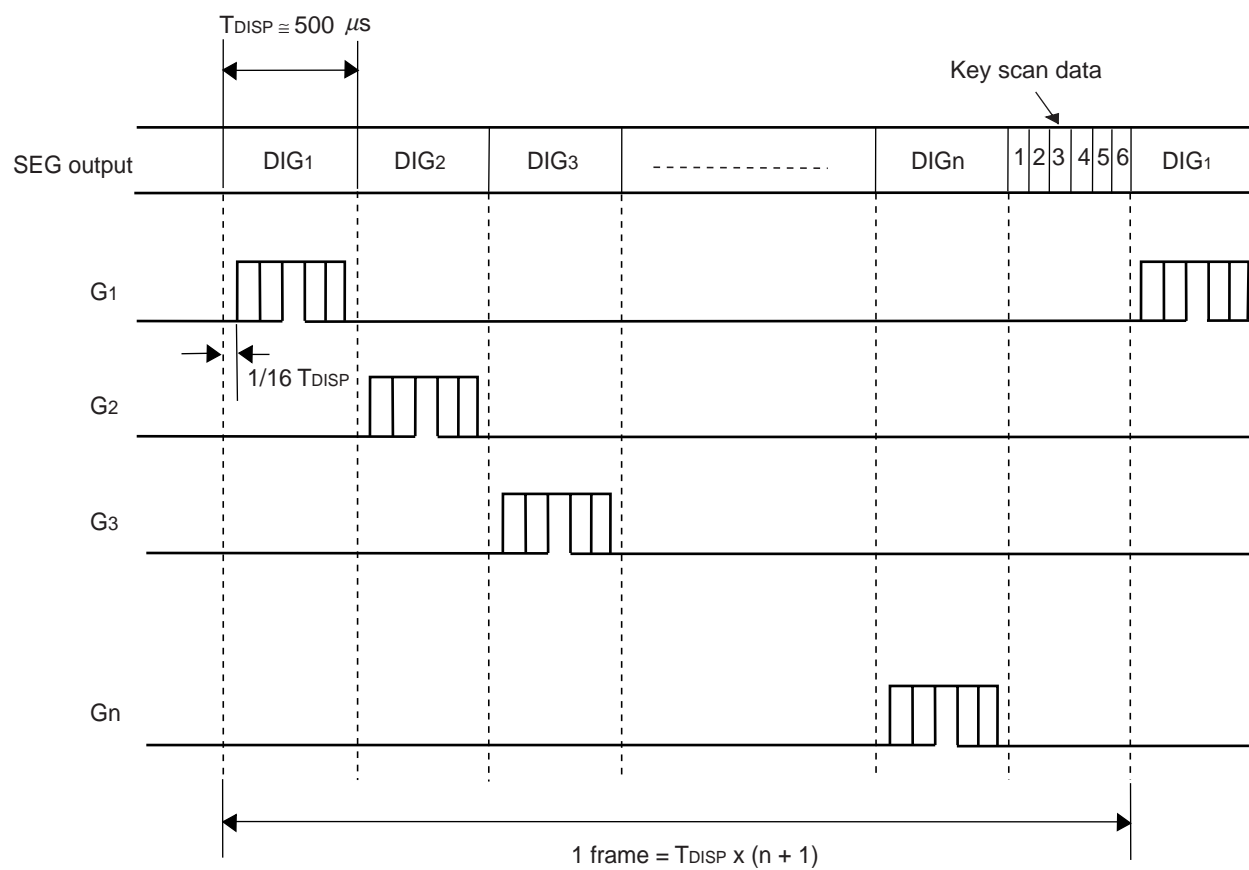 TDISP ≅ 500 μs
Key scan data
SEG output DIG1 DIG2 DIG3 DIGn 1 2 3 4 5 6 DIG1
G1
1/16 TDISP
G2
G3
Gn
1 frame = TDISP x (n + 1)